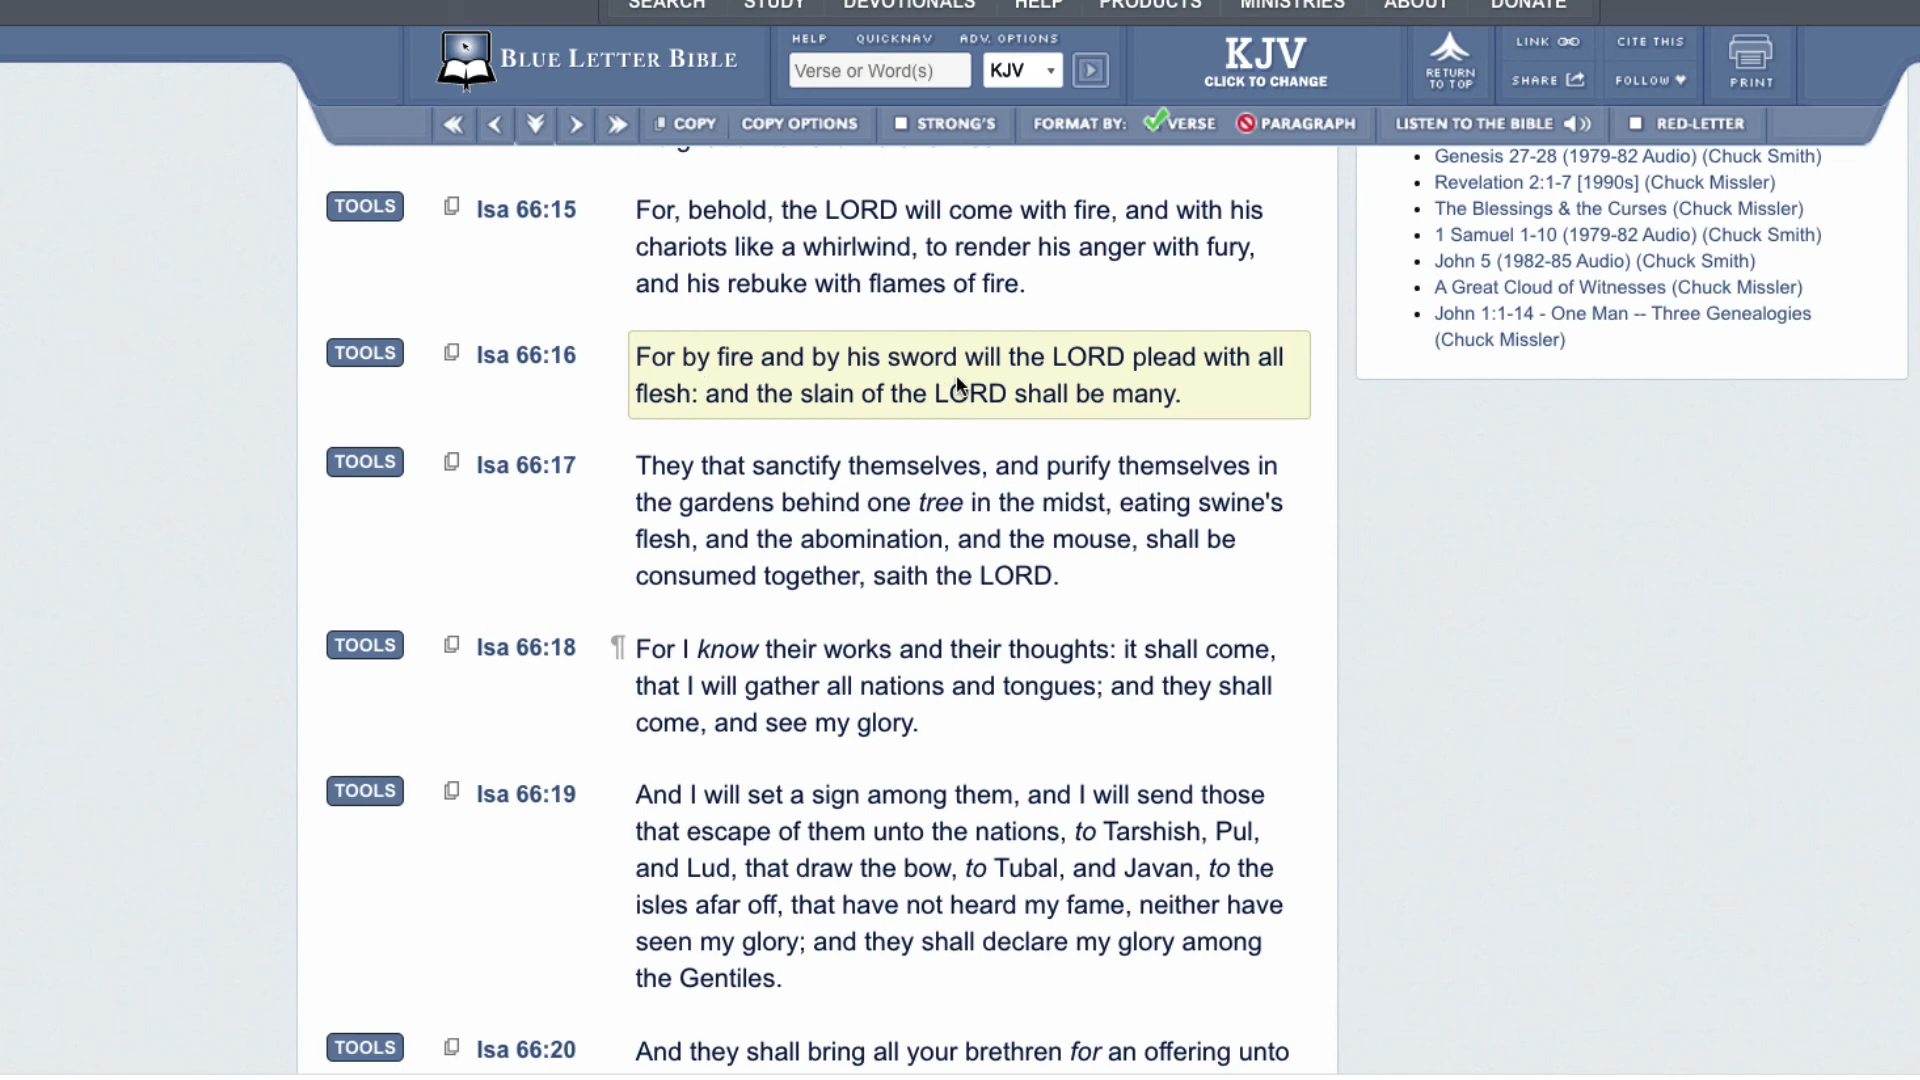 SEARCH STUDY DEVOTIONALS HELP PRODUCTS MINISTRIES ABOUT DONATE
BLUE LETTER BIBLE
HELP QUICKNAV ADV. OPTIONS
Verse or Word(s) KJV
KJV
CLICK TO CHANGE
RETURN
TO TOP
LINK CITE THIS
SHARE FOLLOW
PRINT
COPY COPY OPTIONS STRONG'S FORMAT BY: VERSE PARAGRAPH LISTEN TO THE BIBLE RED-LETTER
TOOLS Isa 66:15 For, behold, the LORD will come with fire, and with his
chariots like a whirlwind, to render his anger with fury,
and his rebuke with flames of fire.
TOOLS Isa 66:16 For by fire and by his sword will the LORD plead with all
flesh: and the slain of the LORD shall be many.
TOOLS Isa 66:17 They that sanctify themselves, and purify themselves in
the gardens behind one tree in the midst, eating swine's
flesh, and the abomination, and the mouse, shall be
consumed together, saith the LORD.
TOOLS Isa 66:18 ¶ For I know their works and their thoughts: it shall come,
that I will gather all nations and tongues; and they shall
come, and see my glory.
TOOLS Isa 66:19 And I will set a sign among them, and I will send those
that escape of them unto the nations, to Tarshish, Pul,
and Lud, that draw the bow, to Tubal, and Javan, to the
isles afar off, that have not heard my fame, neither have
seen my glory; and they shall declare my glory among
the Gentiles.
TOOLS Isa 66:20 And they shall bring all your brethren for an offering unto
• Genesis 27-28 (1979-82 Audio) (Chuck Smith)
• Revelation 2:1-7 [1990s] (Chuck Missler)
• The Blessings & the Curses (Chuck Missler)
• 1 Samuel 1-10 (1979-82 Audio) (Chuck Smith)
• John 5 (1982-85 Audio) (Chuck Smith)
• A Great Cloud of Witnesses (Chuck Missler)
• John 1:1-14 - One Man -- Three Genealogies
(Chuck Missler)